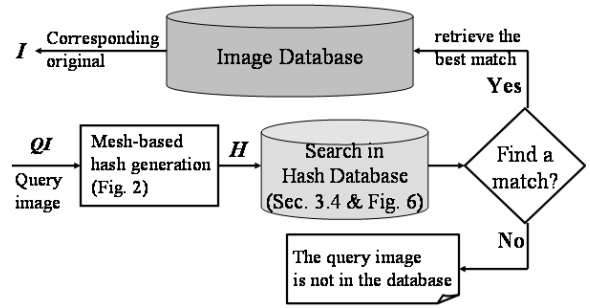 I
Corresponding
original
Image Database
retrieve the
best match
Yes
QI
Query
image
Mesh-based
hash generation
(Fig. 2)
H
Search in
Hash Database
(Sec. 3.4 & Fig. 6)
Find a
match?
No
The query image
is not in the database